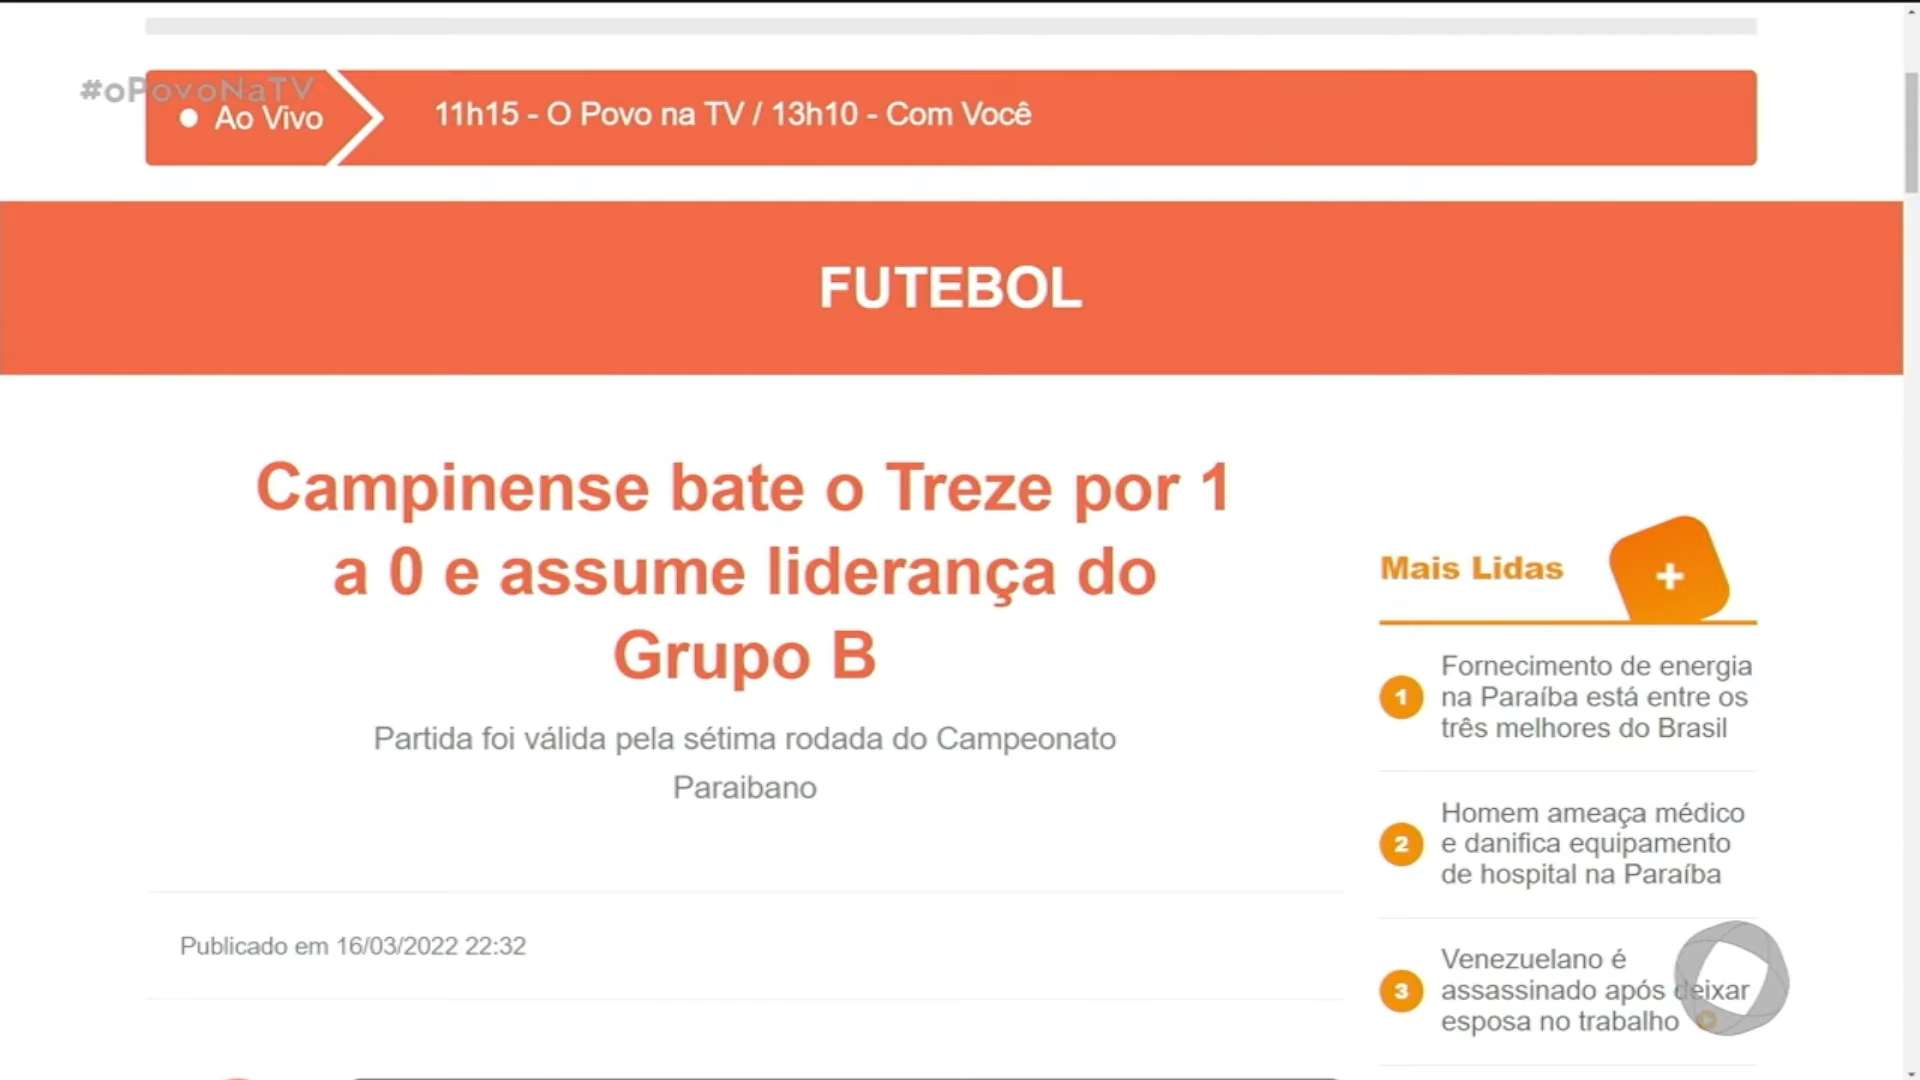 #oPovoNaTV
Ao Vivo
11h15 - O Povo na TV / 13h10 - Com Você
FUTEBOL
Campinense bate o Treze por 1
a 0 e assume liderança do
Grupo B
Partida foi válida pela sétima rodada do Campeonato
Paraibano
Publicado em 16/03/2022 22:32
Mais Lidas
+
1
Fornecimento de energia
na Paraíba está entre os
três melhores do Brasil
2
Homem ameaça médico
e danifica equipamento
de hospital na Paraíba
3
Venezuelano é
assassinado após deixar
esposa no trabalho